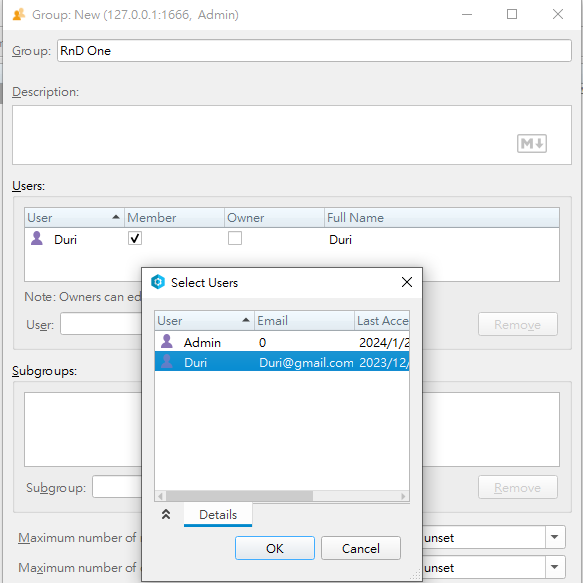 Group: New (127.0.0.1:1666, Admin)
Group: RnD One
Description:
M
Users:
User Member Owner Full Name
Duri Duri
Note: Owners can ed
User: Remove
Select Users
User Email Last Acce
Admin 0 2024/1/2
Duri Duri@gmail.com 2023/12/
Details
OK Cancel
Subgroups:
Subgroup: Remove
Maximum number of unset
Maximum number of unset